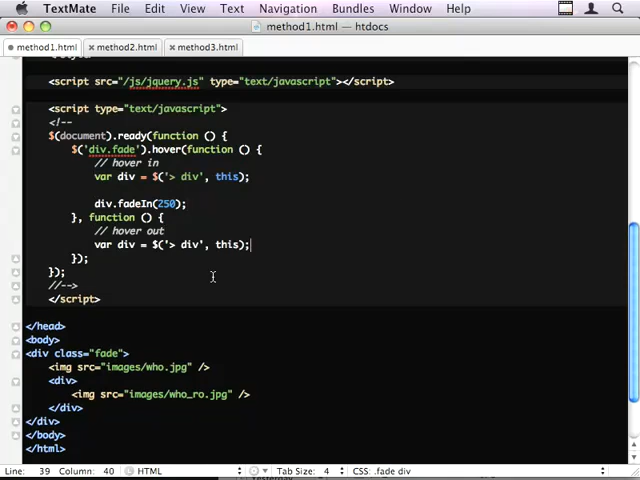 TextMate File Edit View Text Navigation Bundles Window Help
method1.html — htdocs
method1.html method2.html method3.html
<script src="/js/jquery.js" type="text/javascript"></script>
<script type="text/javascript">
<!--
$(document).ready(function () {
$('div.fade').hover(function () {
// hover in
var div = $('> div', this);
div.fadeIn(250);
}, function () {
// hover out
var div = $('> div', this);
});
});
//-->
</script>
</head>
<body>
<div class="fade">
<img src="images/who.jpg" />
<div>
<img src="images/who_ro.jpg" />
</div>
</div>
</body>
</html>
Line: 39 Column: 40 HTML Tab Size: 4 CSS: .fade div